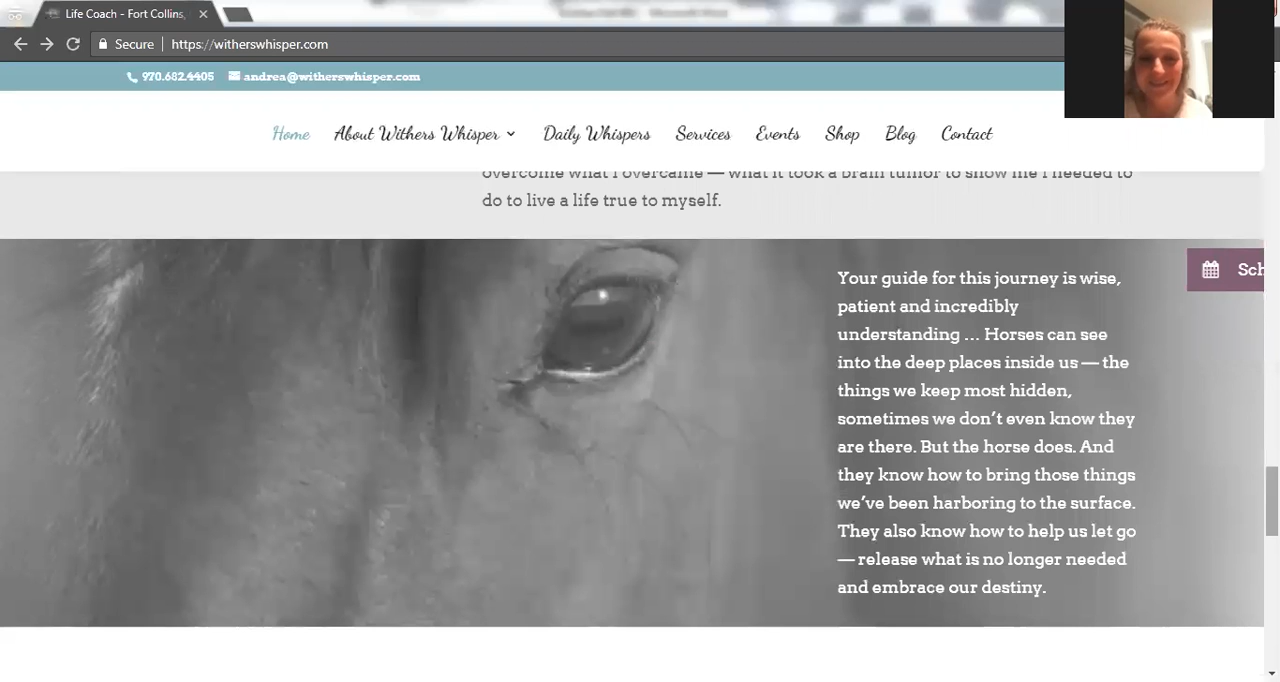 Life Coach - Fort Collins,
Secure
https://witherswhisper.com
970.682.4405 andrea@witherswhisper.com
Home About Withers Whisper Daily Whispers Services Events Shop Blog Contact
overcome what I overcame — what it took a brain tumor to show me I needed to
do to live a life true to myself.
Sch
Your guide for this journey is wise,
patient and incredibly
understanding … Horses can see
into the deep places inside us — the
things we keep most hidden,
sometimes we don’t even know they
are there. But the horse does. And
they know how to bring those things
we’ve been harboring to the surface.
They also know how to help us let go
— release what is no longer needed
and embrace our destiny.